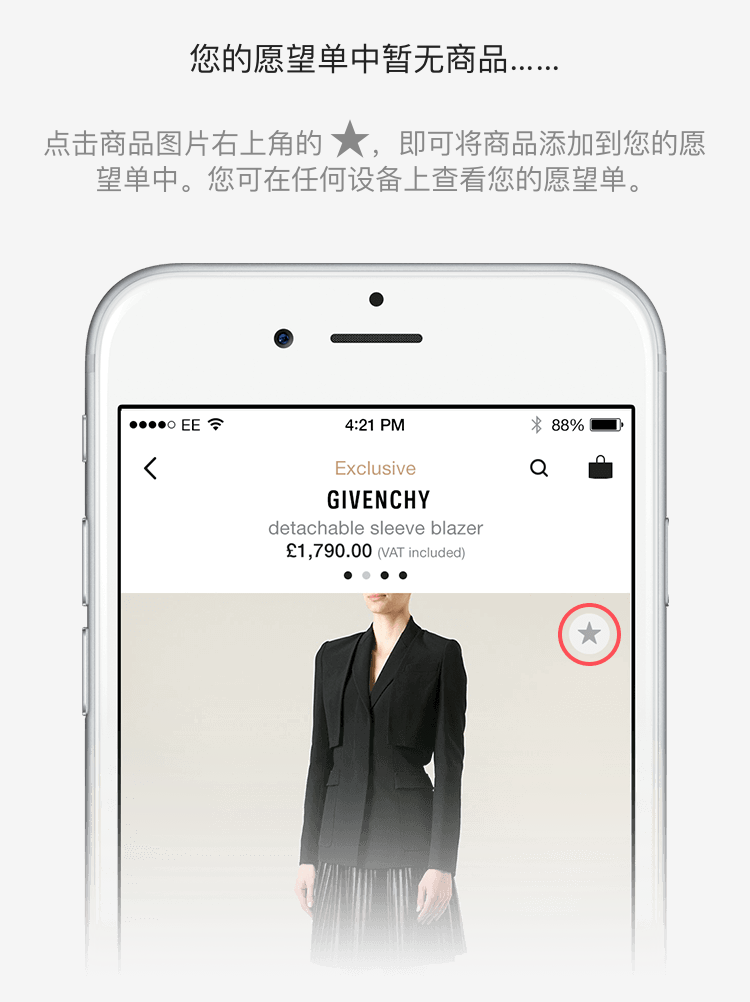 您的愿望单中暂无商品……
点击商品图片右上角的 ★，即可将商品添加到您的愿
望单中。您可在任何设备上查看您的愿望单。
EE 4:21 PM 88%
Exclusive
GIVENCHY
detachable sleeve blazer
£1,790.00 (VAT included)